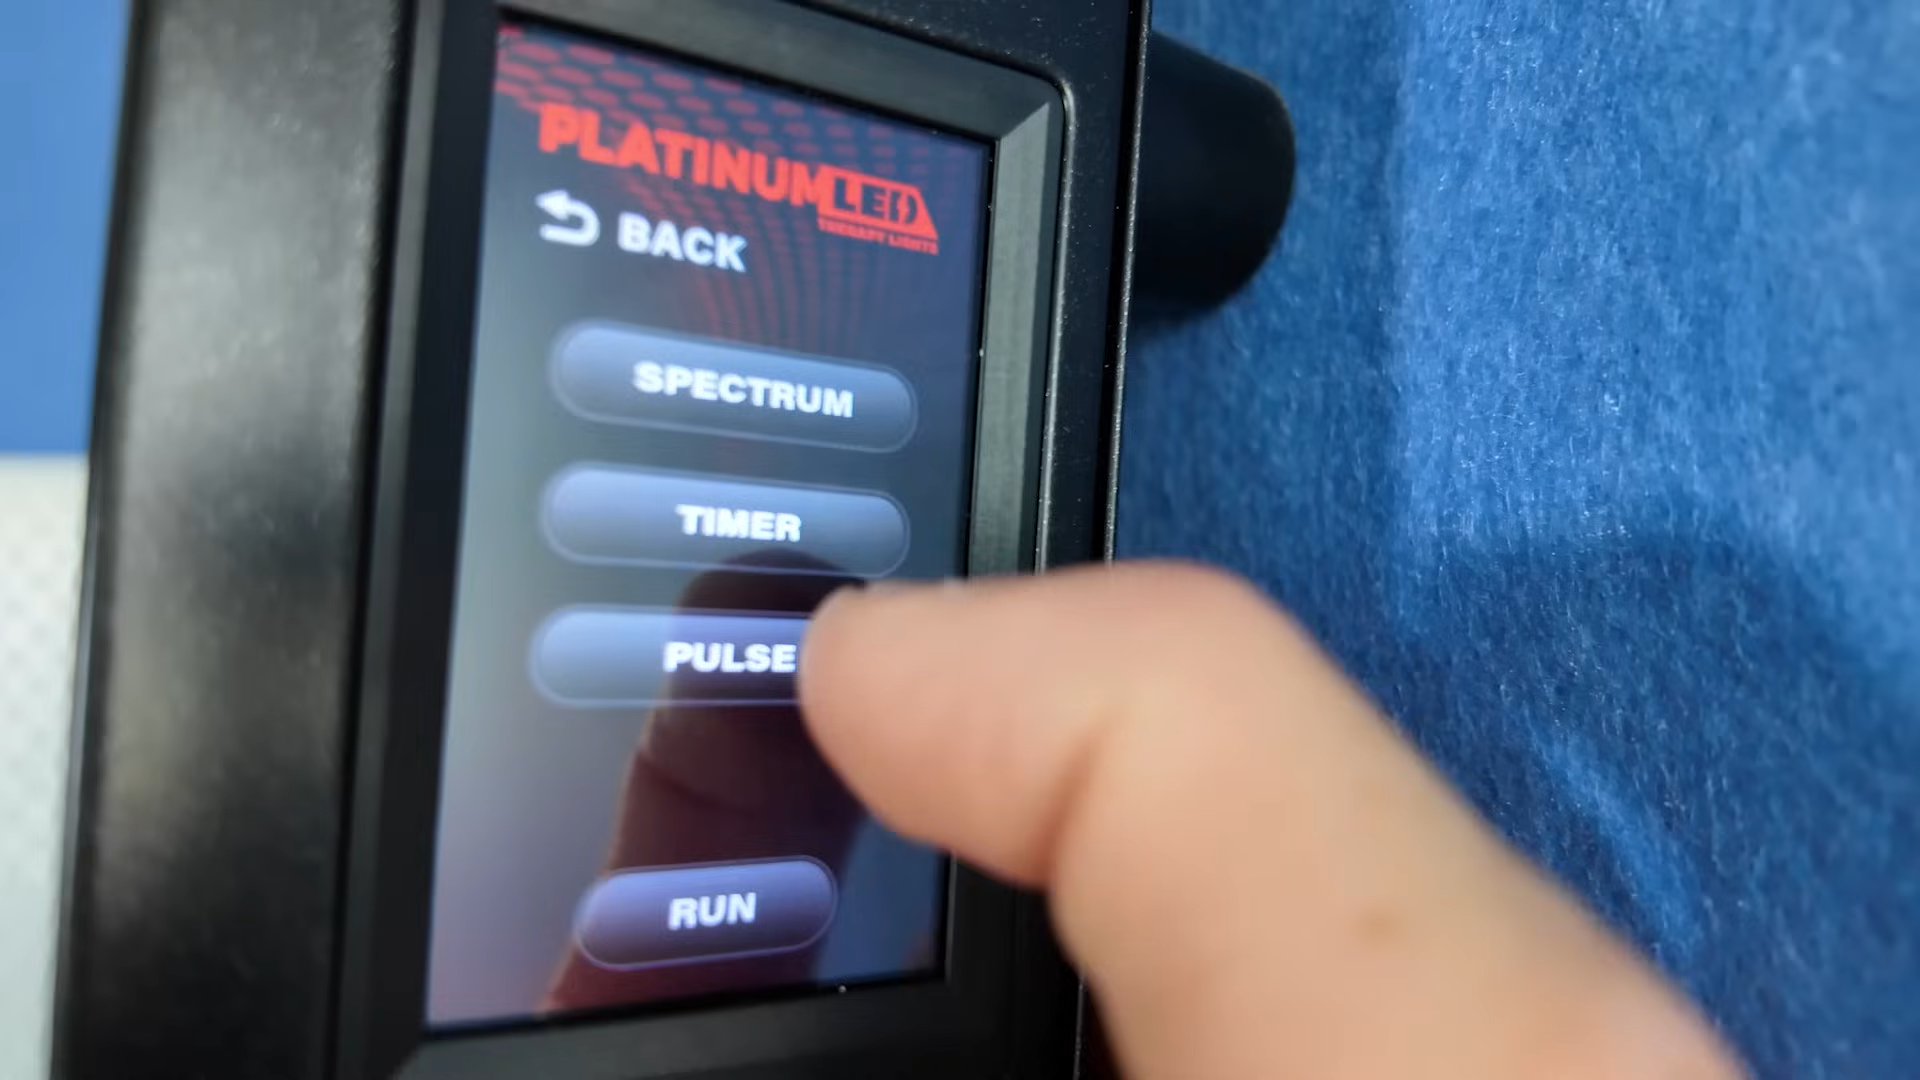 PLATINUMLED
THERAPY LIGHTS
BACK
SPECTRUM
TIMER
PULSE
RUN